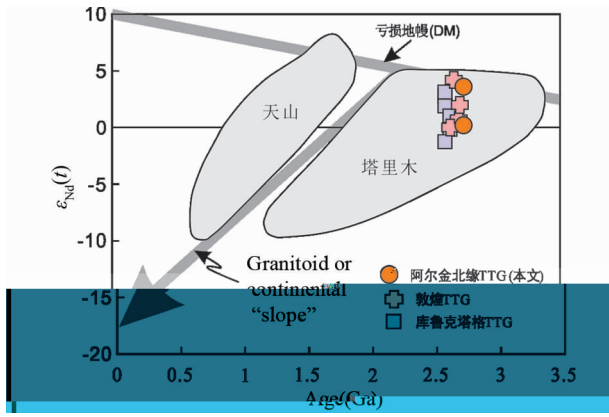 10
5
0
-5
-10
-15
-20
εNd(t)
亏损地幔(DM)
天山
塔里木
Granitoid or
continental
“slope”
阿尔金北缘TTG(本文)
敦煌TTG
库鲁克塔格TTG
0 0.5 1 1.5 2 2.5 3 3.5
Age(Ga)